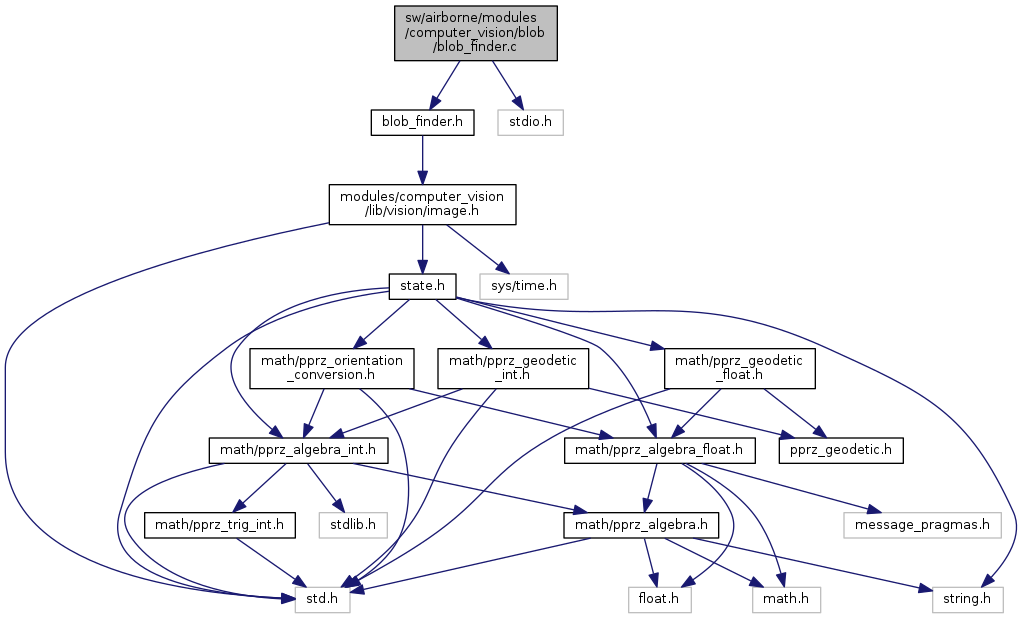 sw/airborne/modules
/computer_vision/blob
/blob_finder.c
blob_finder.h
stdio.h
modules/computer_vision
/lib/vision/image.h
state.h
sys/time.h
math/pprz_orientation
_conversion.h
math/pprz_geodetic
_int.h
math/pprz_geodetic
_float.h
math/pprz_algebra_int.h
math/pprz_algebra_float.h
pprz_geodetic.h
math/pprz_trig_int.h
stdlib.h
math/pprz_algebra.h
message_pragmas.h
std.h
float.h
math.h
string.h